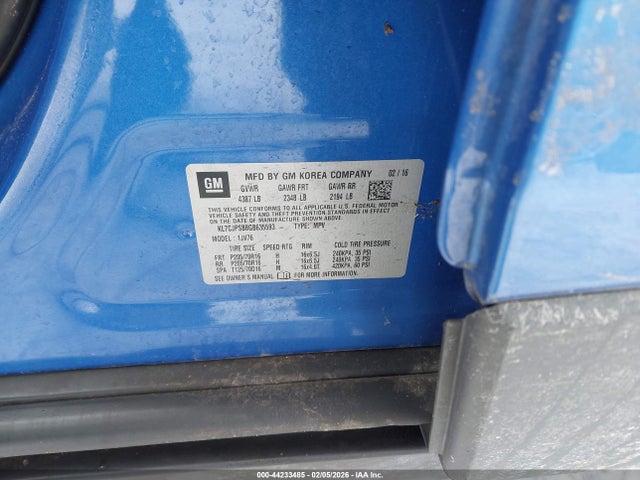 GM
MFD BY GM KOREA COMPANY 02 / 16
GVWR GAWR FRT GAWR RR
4387 LB 2348 LB 2194 LB
THIS VEHICLE CONFORMS TO ALL APPLICABLE U.S. FEDERAL MOTOR
VEHICLE SAFETY AND THEFT PREVENTION STANDARDS IN EFFECT ON THE
DATE OF MANUFACTURE SHOWN ABOVE.
TYPE: MPV
MODEL: 1JV76
TIRE SIZE SPEED RTG RIM COLD TIRE PRESSURE
FRT P205/70R16 H 16x6.5J 240KPA, 35 PSI
RR P205/70R16 H 16x6.5J 240KPA, 35 PSI
SPA T125/70D16 M 16x4.0T 420KPA, 60 PSI
SEE OWNER'S MANUAL FOR ADDITIONAL INFORMATION.
000-44233485 - 02/05/2026 - IAAI.COM